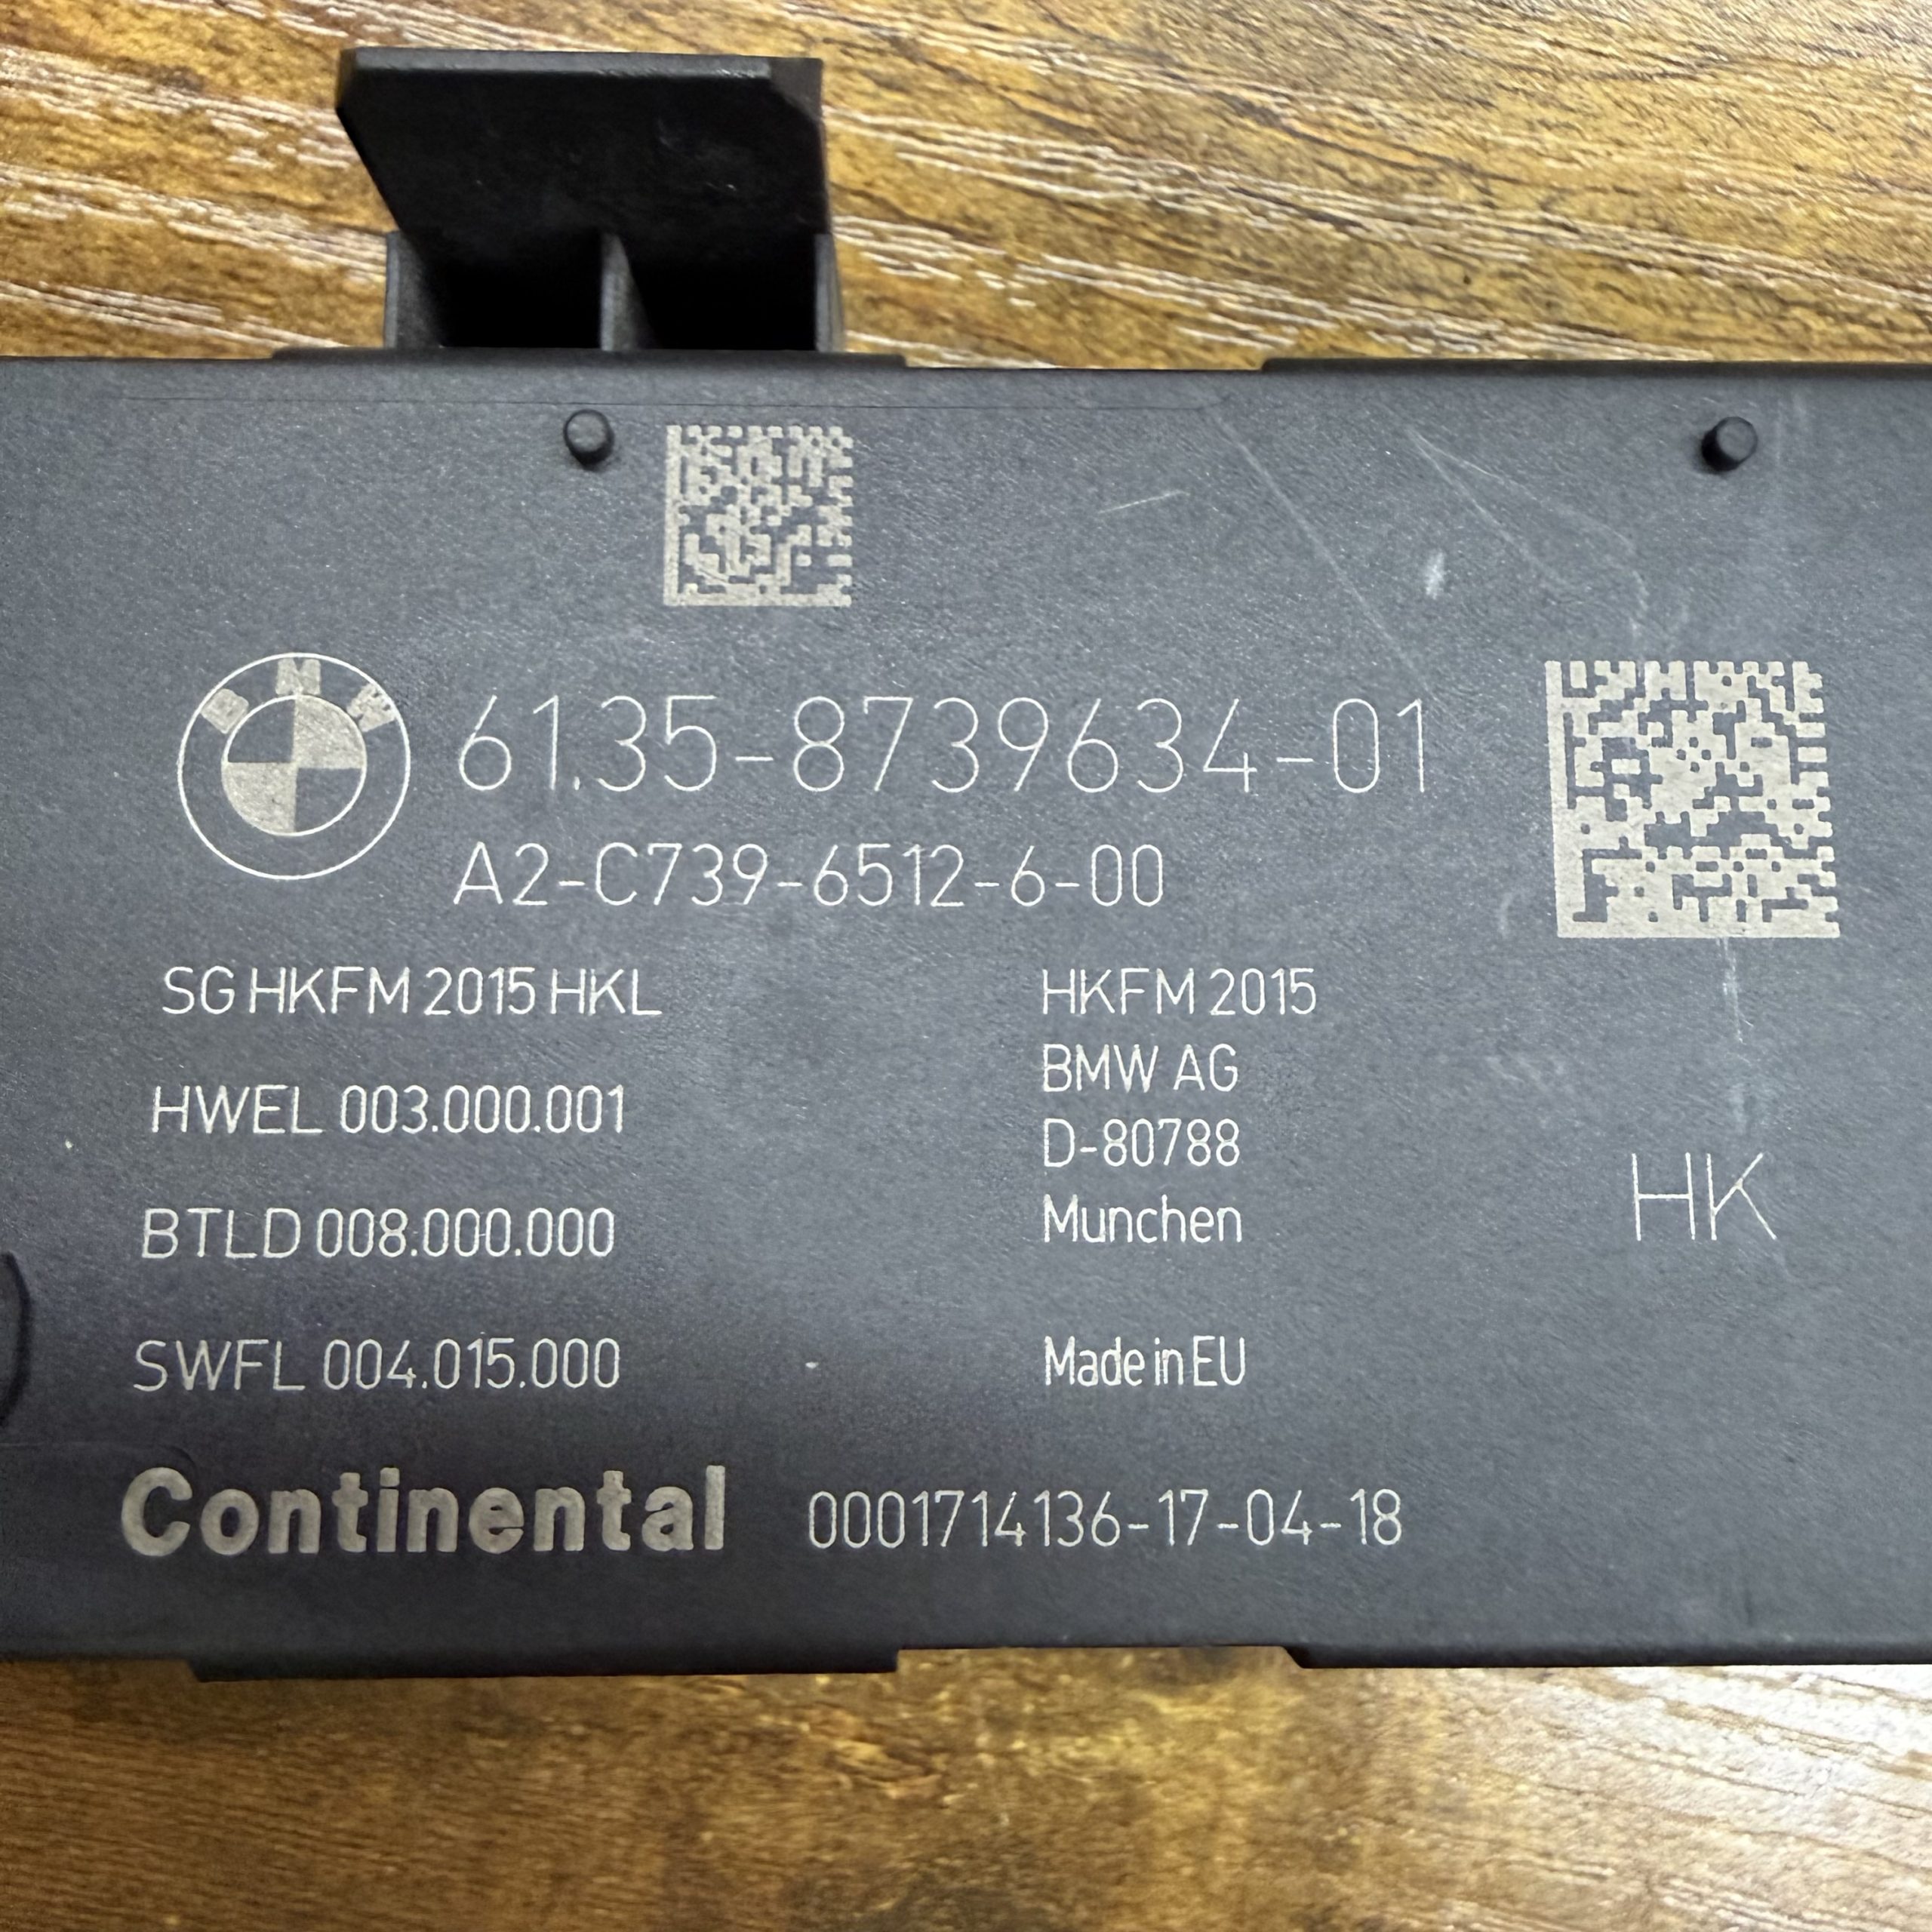 BMW
61.35-8739634-01
A2-C739-6512-6-00
SG HKFM 2015 HKL
HKFM 2015
HWEL 003.000.001
BMW AG
D-80788
BTLD 008.000.000
Munchen
HK
SWFL 004.015.000
Made in EU
Continental 0001714136-17-04-18